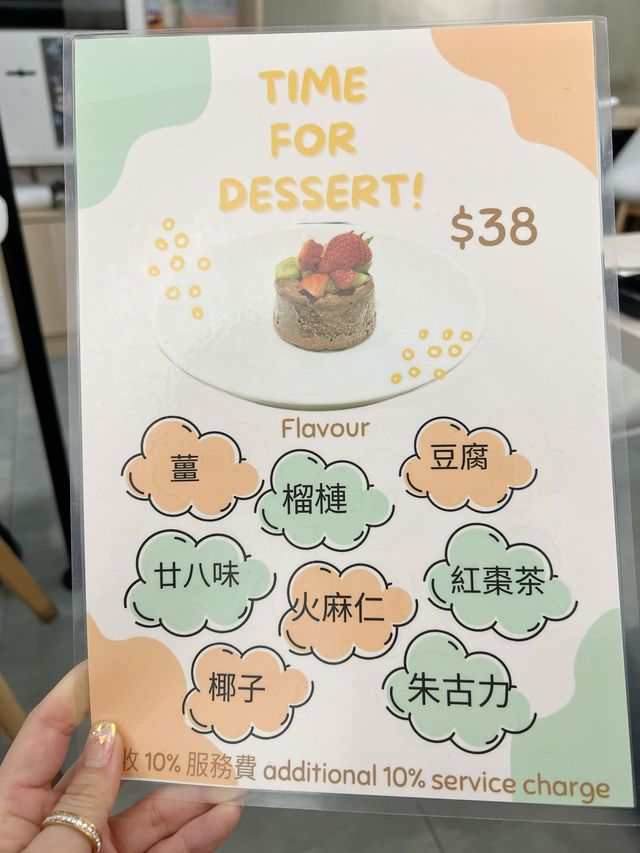 TIME
FOR
DESSERT!
$38
Flavour
薑
榴槤
豆腐
廿八味
火麻仁
紅棗茶
椰子
朱古力
收 10% 服務費 additional 10% service charge